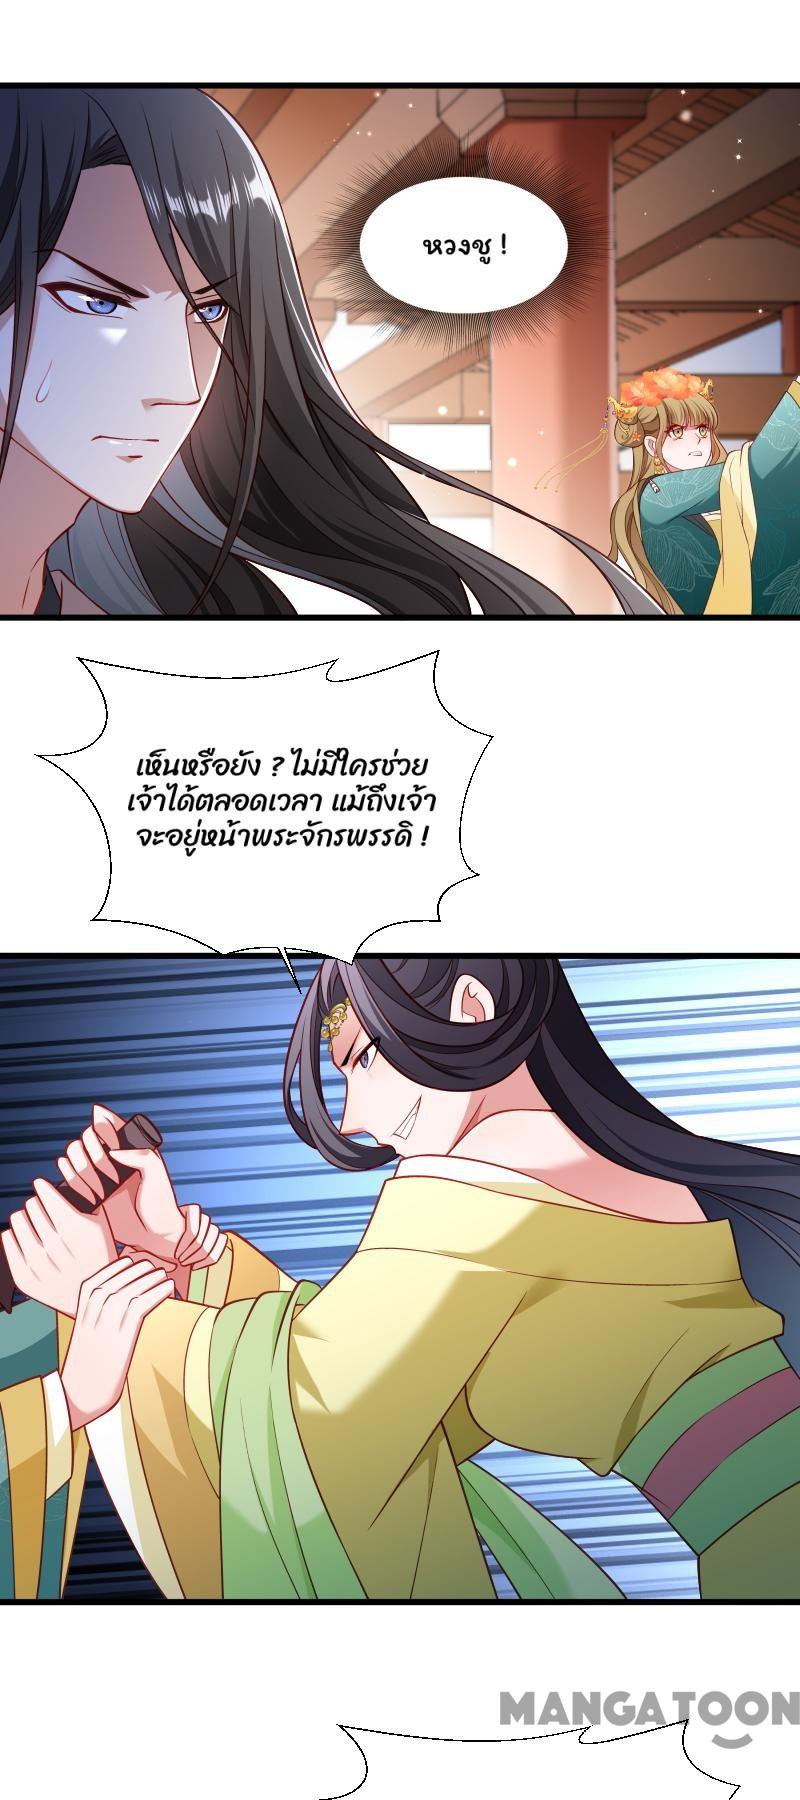 หวงชู !
เห็นหรือยัง ? ไม่มีใครช่วย
เจ้าได้ตลอดเวลา แม้ถึงเจ้า
จะอยู่หน้าพระจักรพรรดิ !
MANGATOON